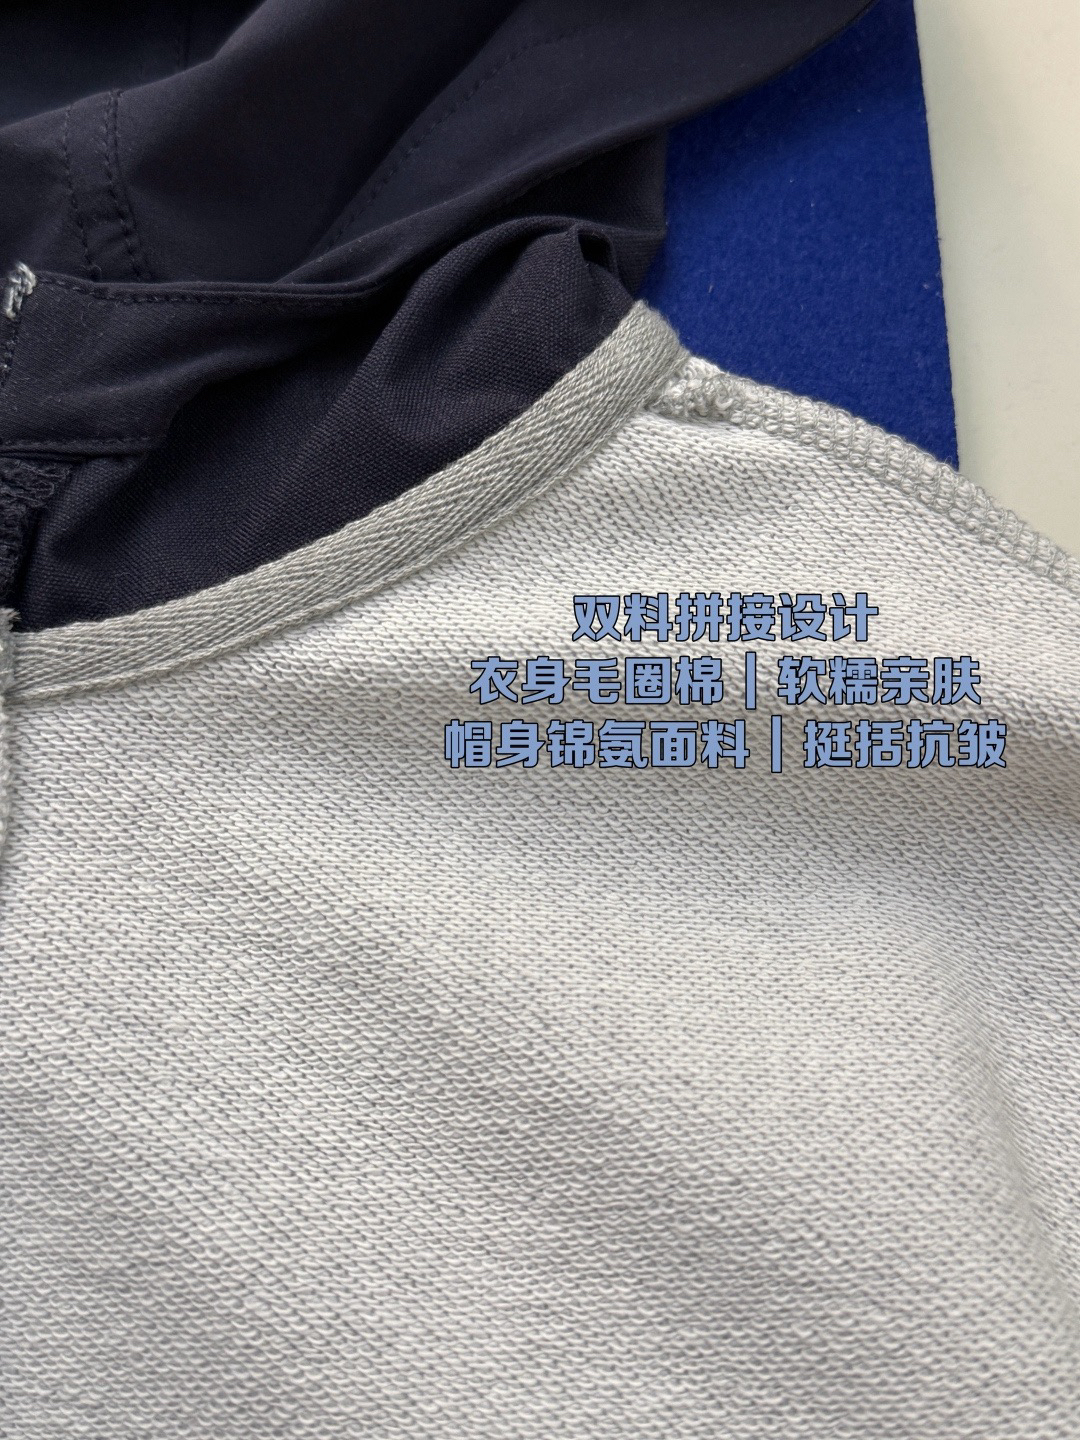 双料拼接设计
衣身毛圈棉 | 软糯亲肤
帽身锦氨面料 | 挺括抗皱